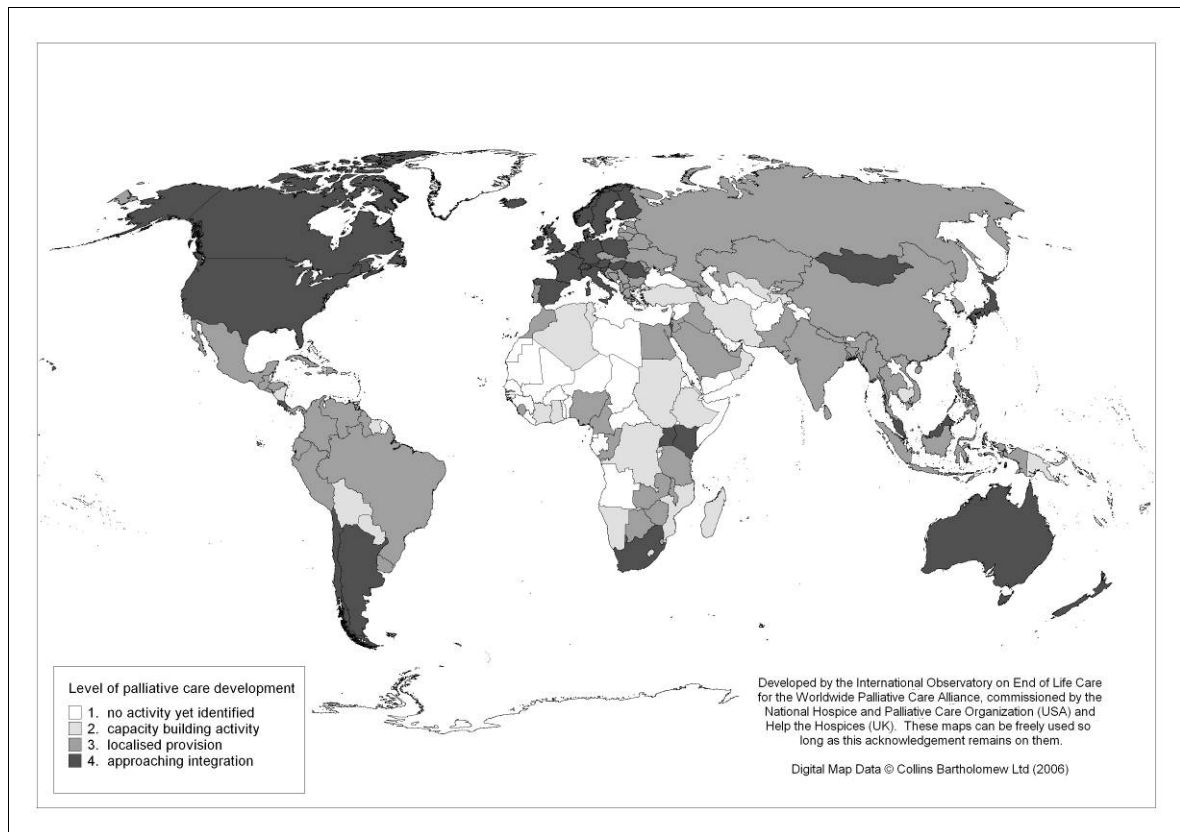 Level of palliative care development
1. no activity yet identified
2. capacity building activity
3. localised provision
4. approaching integration
Developed by the International Observatory on End of Life Care
for the Worldwide Palliative Care Alliance, commissioned by the
National Hospice and Palliative Care Organization (USA) and
Help the Hospices (UK). These maps can be freely used so
long as this acknowledgement remains on them.
Digital Map Data © Collins Bartholomew Ltd (2006)